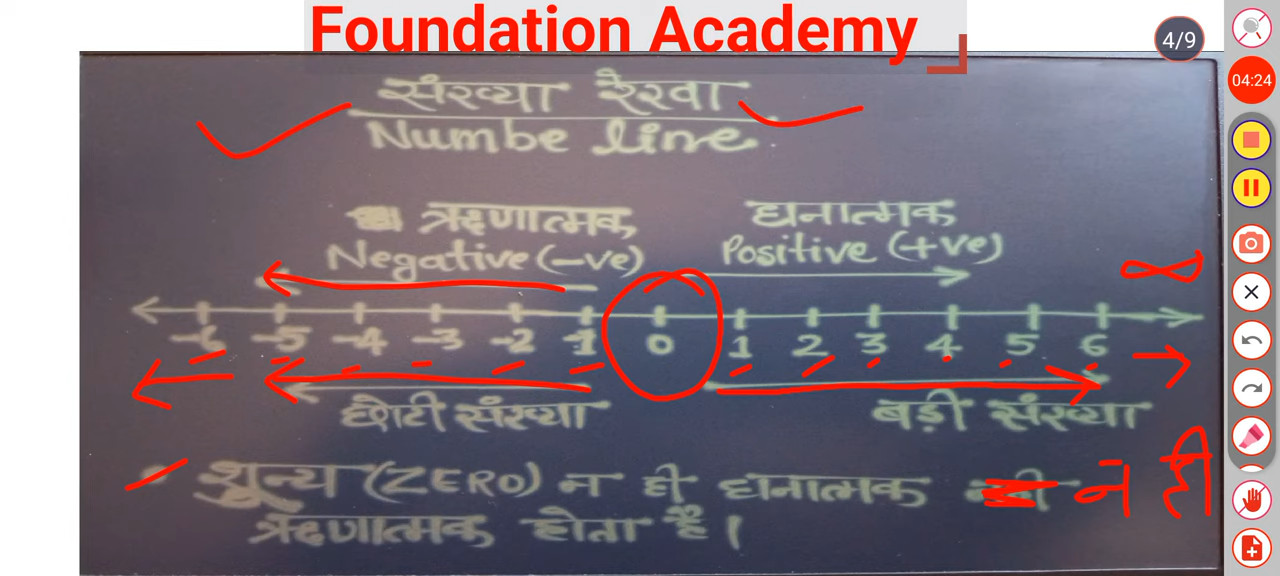 Foundation Academy
4/9
04:24
संख्या रेखा
Numbe line
ऋणात्मक धनात्मक
Negative (-ve) Positive (+ve)
∞
-6 -5 -4 -3 -2 -1 0 1 2 3 4 5 6
छोटी संख्या बड़ी संख्या
शून्य (ZERO) न ही धनात्मक न ही
ऋणात्मक होता है।